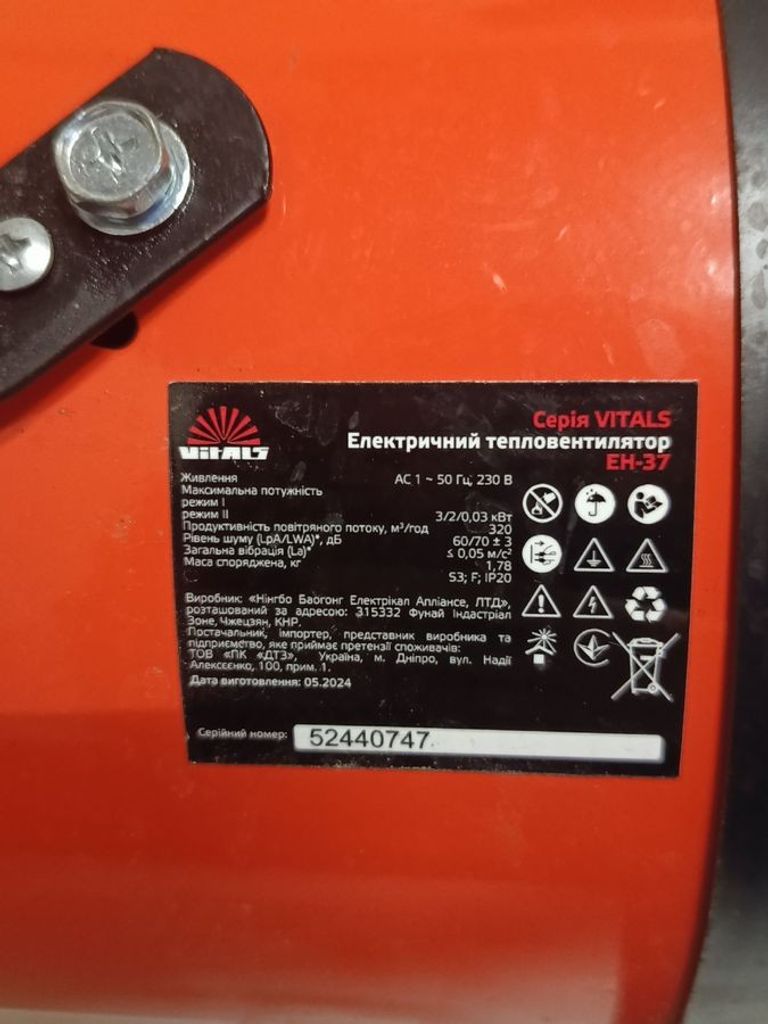 Серія VITALS
Електричний тепловентилятор
EH-37
VITALS
Живлення AC 1 ~ 50 Гц, 230 В
Максимальна потужність
режим I
режим II 3/2/0,03 кВт
Продуктивність повітряного потоку, м³/год 320
Рівень шуму (LpA/LWA)*, дБ 60/70 ± 3
Загальна вібрація (La)* ≤ 0,05 м/с²
Маса споряджена, кг 1,78
S3; F; IP20
Виробник: «Нінгбо Баогонг Електрікал Апплiансе, ЛТД»,
розташований за адресою: 315332 Фунай Індастріал
Зоне, Чжецзян, КНР.
Постачальник, імпортер, представник виробника та
підприємство, яке приймає претензії споживачів:
ТОВ «ПК «ДТЗ», Україна, м. Дніпро, вул. Надії
Алексєєнко, 100, прим. 1.
Дата виготовлення: 05.2024
Серійний номер: 52440747